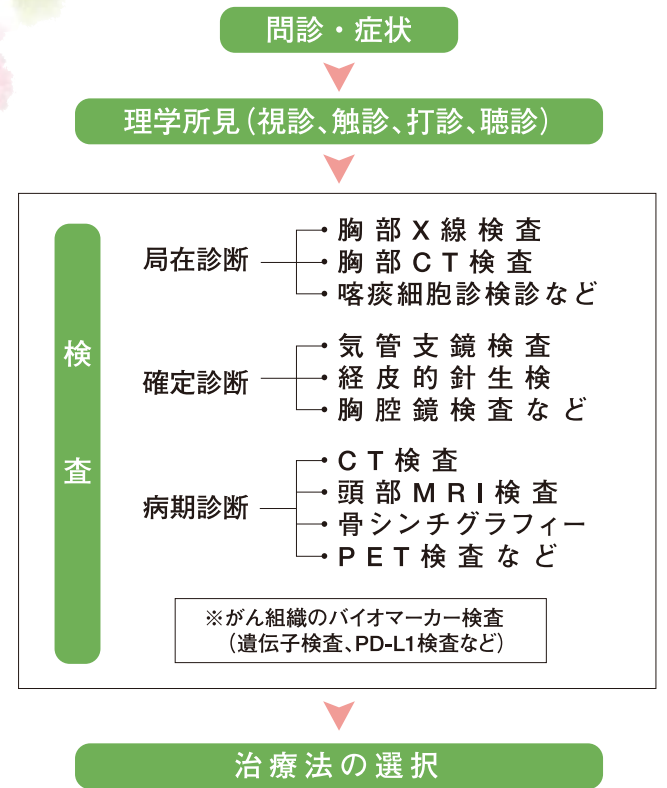 問診・症状
理学所見(視診、触診、打診、聴診)
検査
局在診断
・胸部X線検査
・胸部CT検査
・喀痰細胞診検診など
確定診断
・気管支鏡検査
・経皮的針生検
・胸腔鏡検査など
病期診断
・CT検査
・頭部MRI検査
・骨シンチグラフィー
・PET検査など
※がん組織のバイオマーカー検査
(遺伝子検査、PD-L1検査など)
治療法の選択